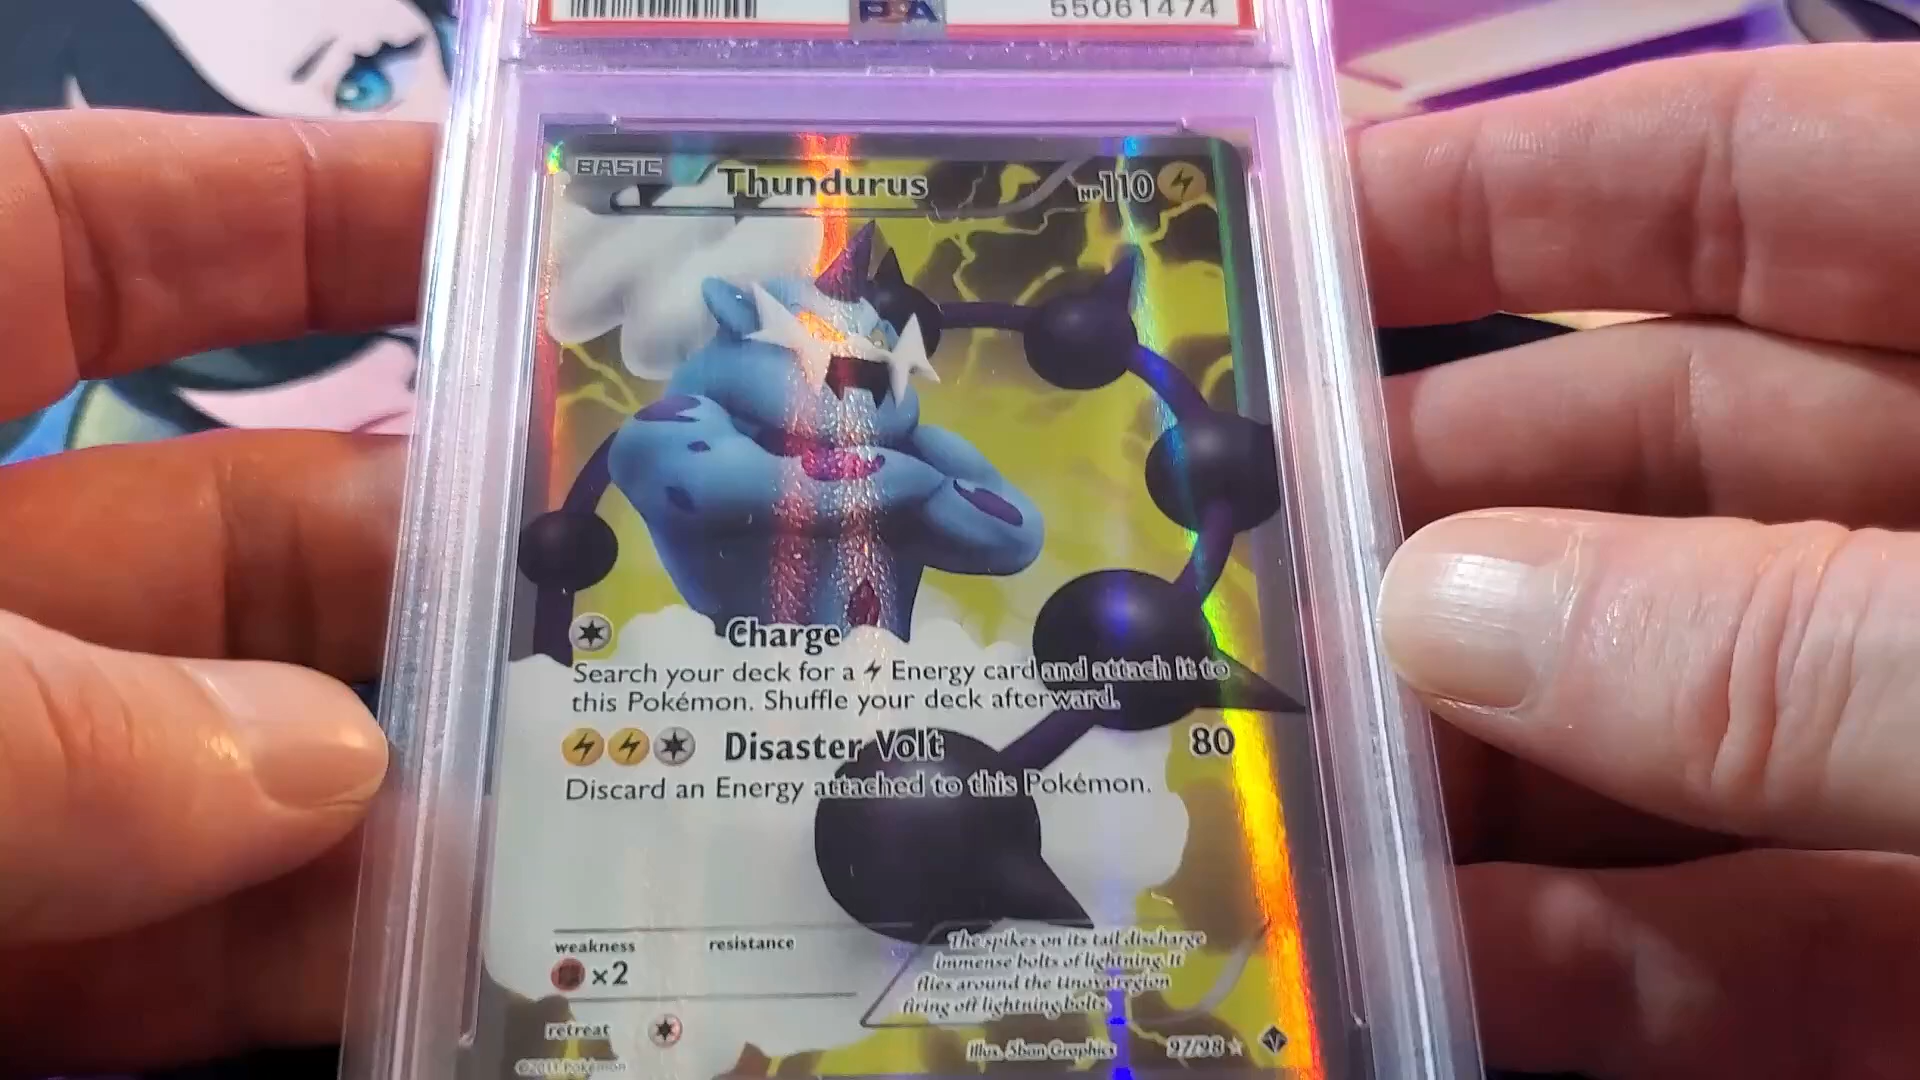 PSA 55061474
BASIC Thundurus HP110
Charge
Search your deck for a Energy card and attach it to
this Pokémon. Shuffle your deck afterward.
Disaster Volt 80
Discard an Energy attached to this Pokémon.
weakness resistance
×2
The spikes on its tail discharge
immense bolts of lightning. It
flies around the Unova region
firing off lightning bolts.
retreat
Illus. 5ban Graphics 97/98
©2011 Pokémon